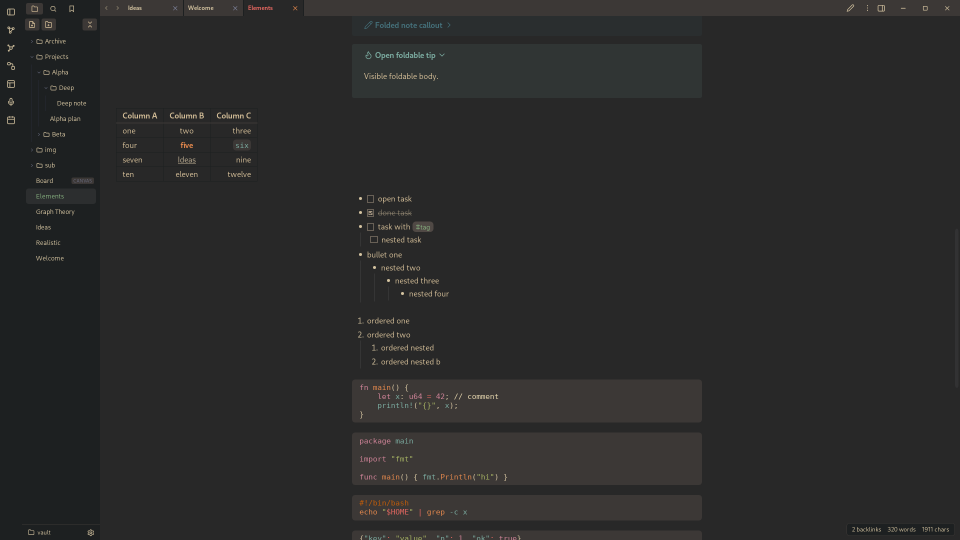 Ideas
Welcome
Elements
Archive
Projects
Alpha
Deep
Deep note
Alpha plan
Beta
img
sub
Board
Elements
Graph Theory
Ideas
Realistic
Welcome
vault
Folded note callout
Open foldable tip
Visible foldable body.
Column A Column B Column C
one two three
four five six
seven Ideas nine
ten eleven twelve
open task
done task
task with #tag
nested task
bullet one
nested two
nested three
nested four
1. ordered one
2. ordered two
1. ordered nested
2. ordered nested b
fn main() {
let x: u64 = 42; // comment
println!("{}", x);
}
package main
import "fmt"
func main() { fmt.Println("hi") }
#!/bin/bash
echo "$HOME" | grep -c x
{"key": "value", "n": 1, "ok": true}
2 backlinks 320 words 1911 chars